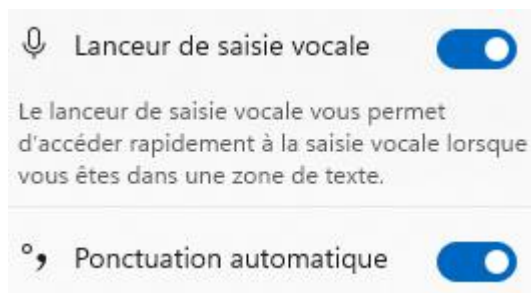 Lanceur de saisie vocale
Le lanceur de saisie vocale vous permet
d'accéder rapidement à la saisie vocale lorsque
vous êtes dans une zone de texte.
Ponctuation automatique